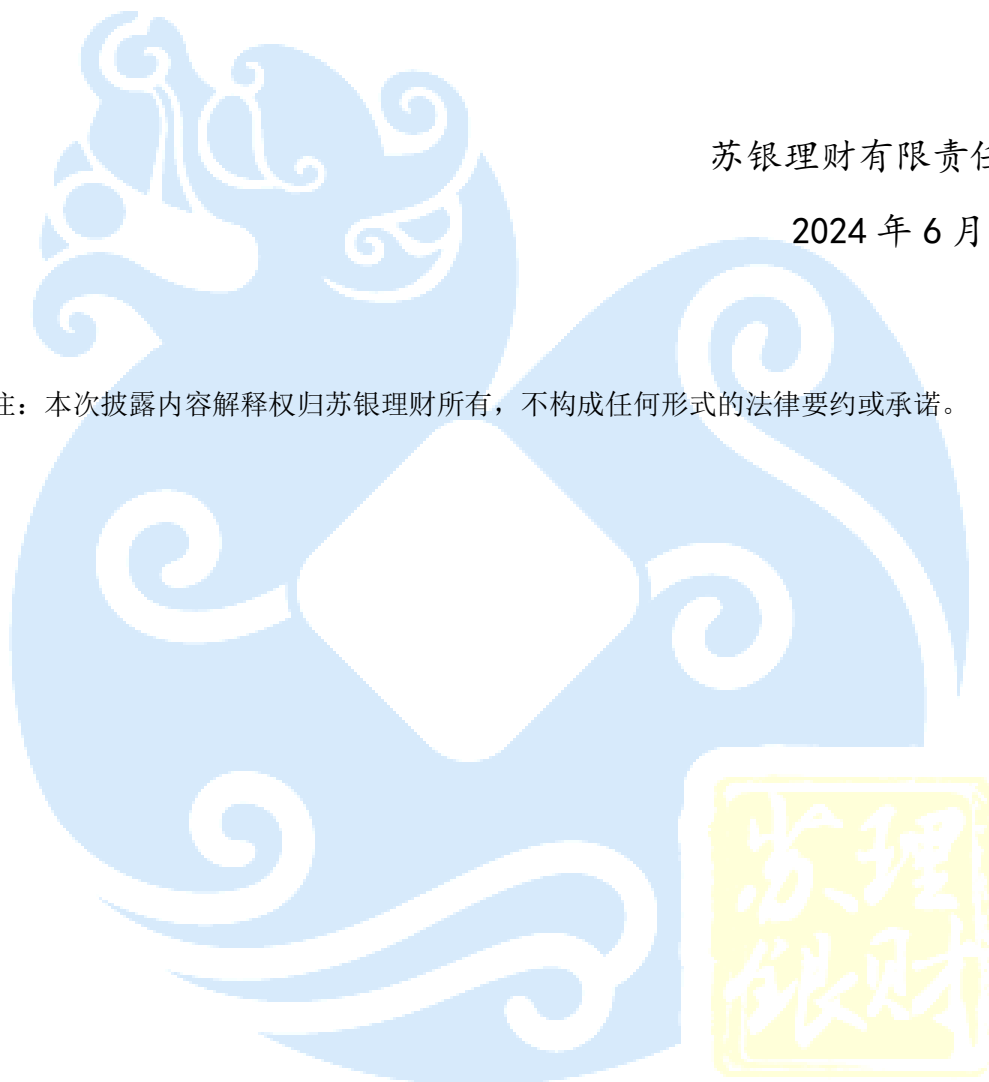 苏银理财有限责任
2024 年 6 月
注：本次披露内容解释权归苏银理财所有，不构成任何形式的法律要约或承诺。
苏理
银财